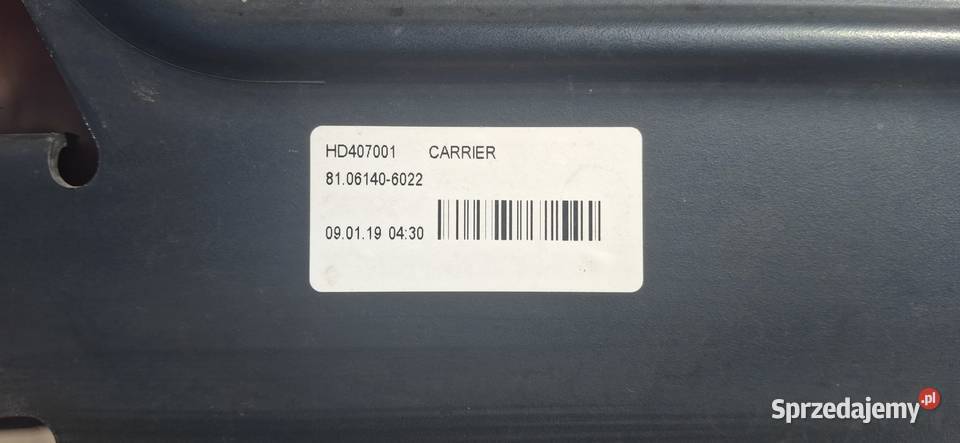 HD407001 CARRIER
81.06140-6022
09.01.19 04:30
Sprzedajemy.pl